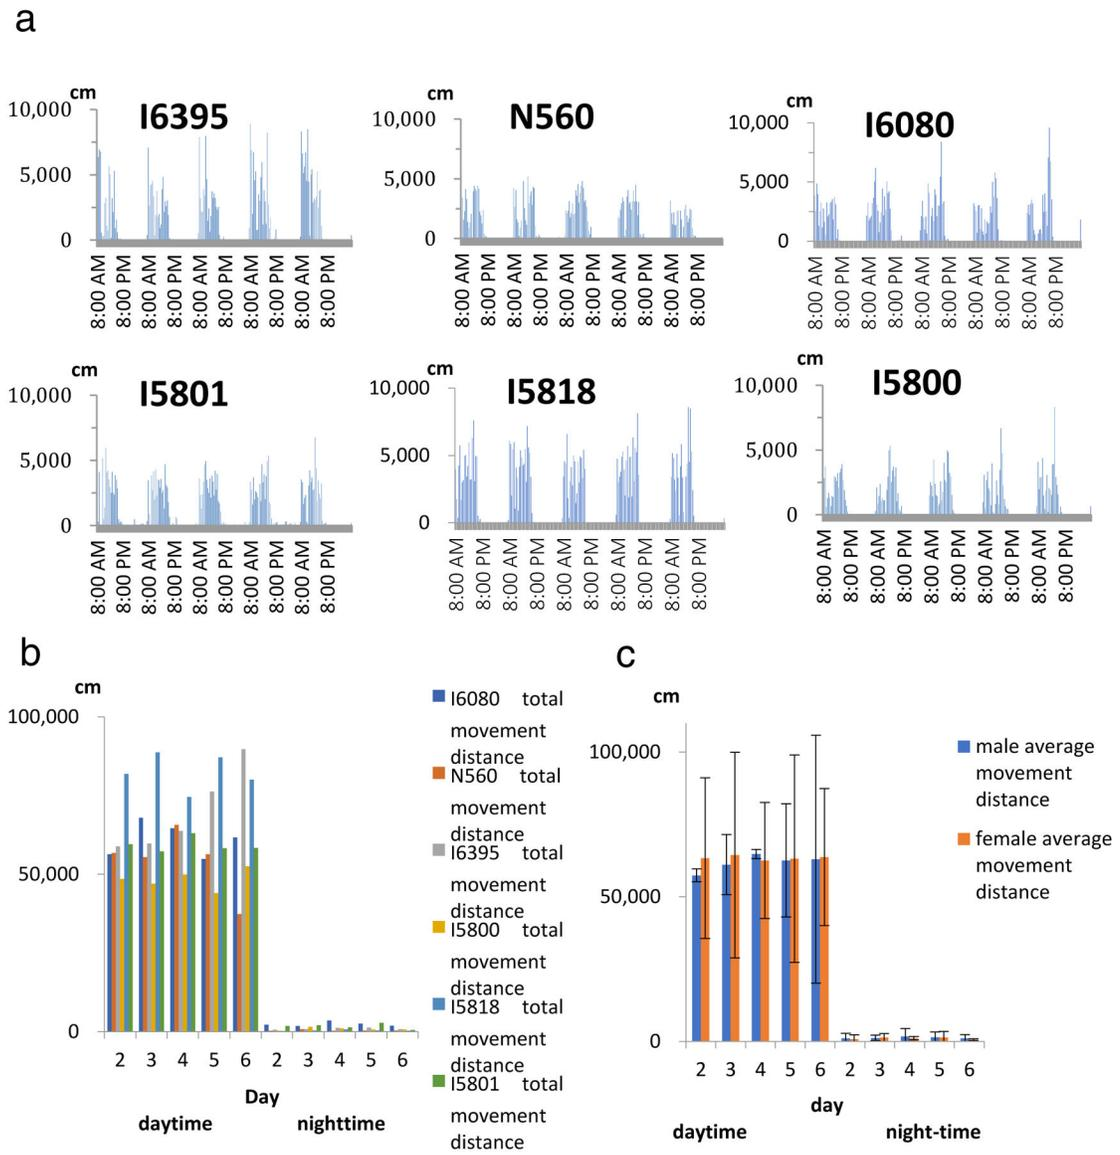 a
cm
I6395
10,000
5,000
0
8:00 AM
8:00 PM
8:00 AM
8:00 PM
8:00 AM
8:00 PM
8:00 AM
8:00 PM
8:00 AM
8:00 PM
cm
N560
10,000
5,000
0
8:00 AM
8:00 PM
8:00 AM
8:00 PM
8:00 AM
8:00 PM
8:00 AM
8:00 PM
8:00 AM
8:00 PM
cm
I6080
10,000
5,000
0
8:00 AM
8:00 PM
8:00 AM
8:00 PM
8:00 AM
8:00 PM
8:00 AM
8:00 PM
8:00 AM
8:00 PM
cm
I5801
10,000
5,000
0
8:00 AM
8:00 PM
8:00 AM
8:00 PM
8:00 AM
8:00 PM
8:00 AM
8:00 PM
8:00 AM
8:00 PM
cm
I5818
10,000
5,000
0
8:00 AM
8:00 PM
8:00 AM
8:00 PM
8:00 AM
8:00 PM
8:00 AM
8:00 PM
8:00 AM
8:00 PM
cm
I5800
10,000
5,000
0
8:00 AM
8:00 PM
8:00 AM
8:00 PM
8:00 AM
8:00 PM
8:00 AM
8:00 PM
8:00 AM
8:00 PM
b
cm
100,000
50,000
0
2 3 4 5 6 2 3 4 5 6
Day
daytime nighttime
I6080 total
movement
distance
N560 total
movement
distance
I6395 total
movement
distance
I5800 total
movement
distance
I5818 total
movement
distance
I5801 total
movement
distance
c
cm
100,000
50,000
0
2 3 4 5 6 2 3 4 5 6
day
daytime night-time
male average
movement
distance
female average
movement
distance